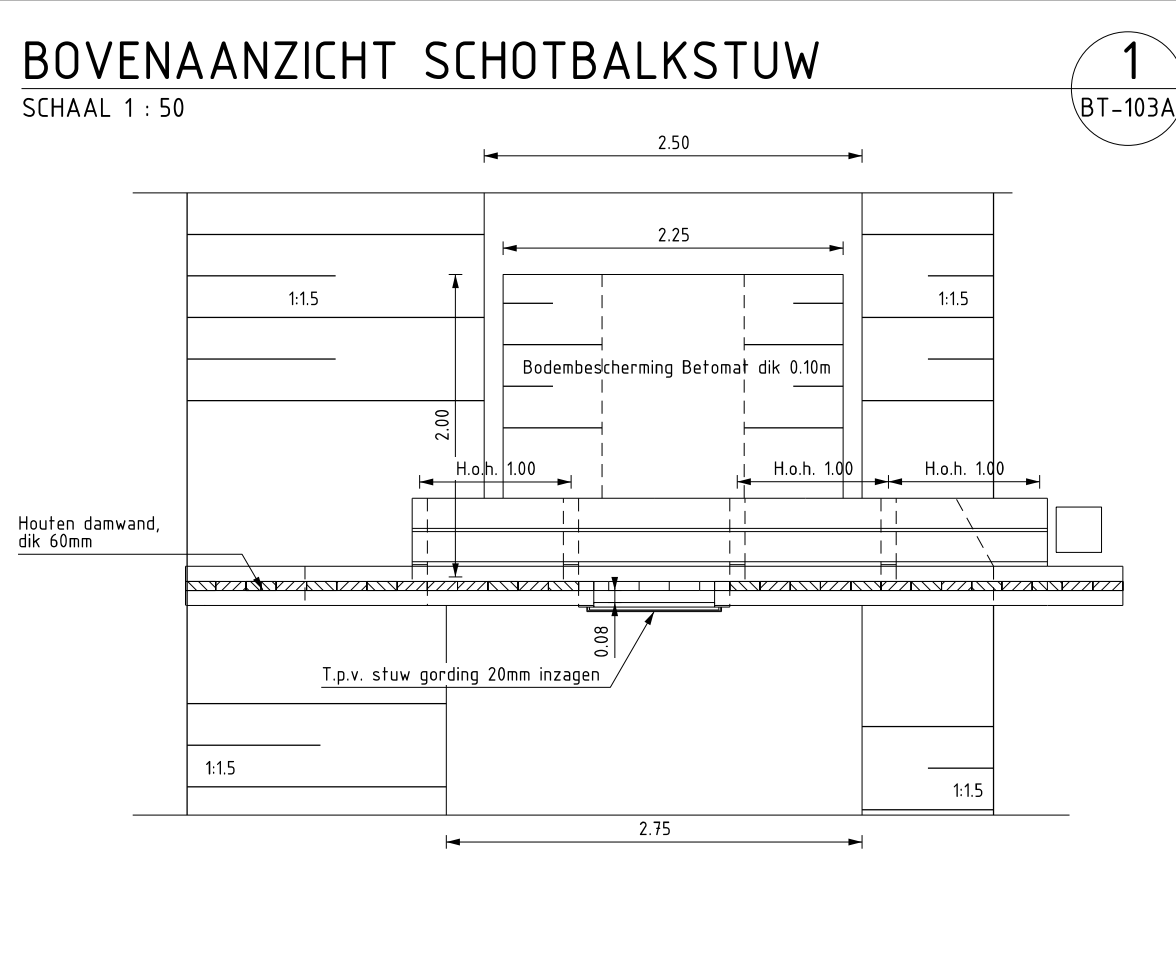 BOVENAANZICHT SCHOTBALKSTUW
SCHAAL 1 : 50
1
BT-103A
2.50
2.25
1:1.5
1:1.5
Bodembescherming Betomat dik 0.10m
2.00
H.o.h. 1.00
H.o.h. 1.00
H.o.h. 1.00
Houten damwand,
dik 60mm
0.08
T.p.v. stuw gording 20mm inzagen
1:1.5
1:1.5
2.75